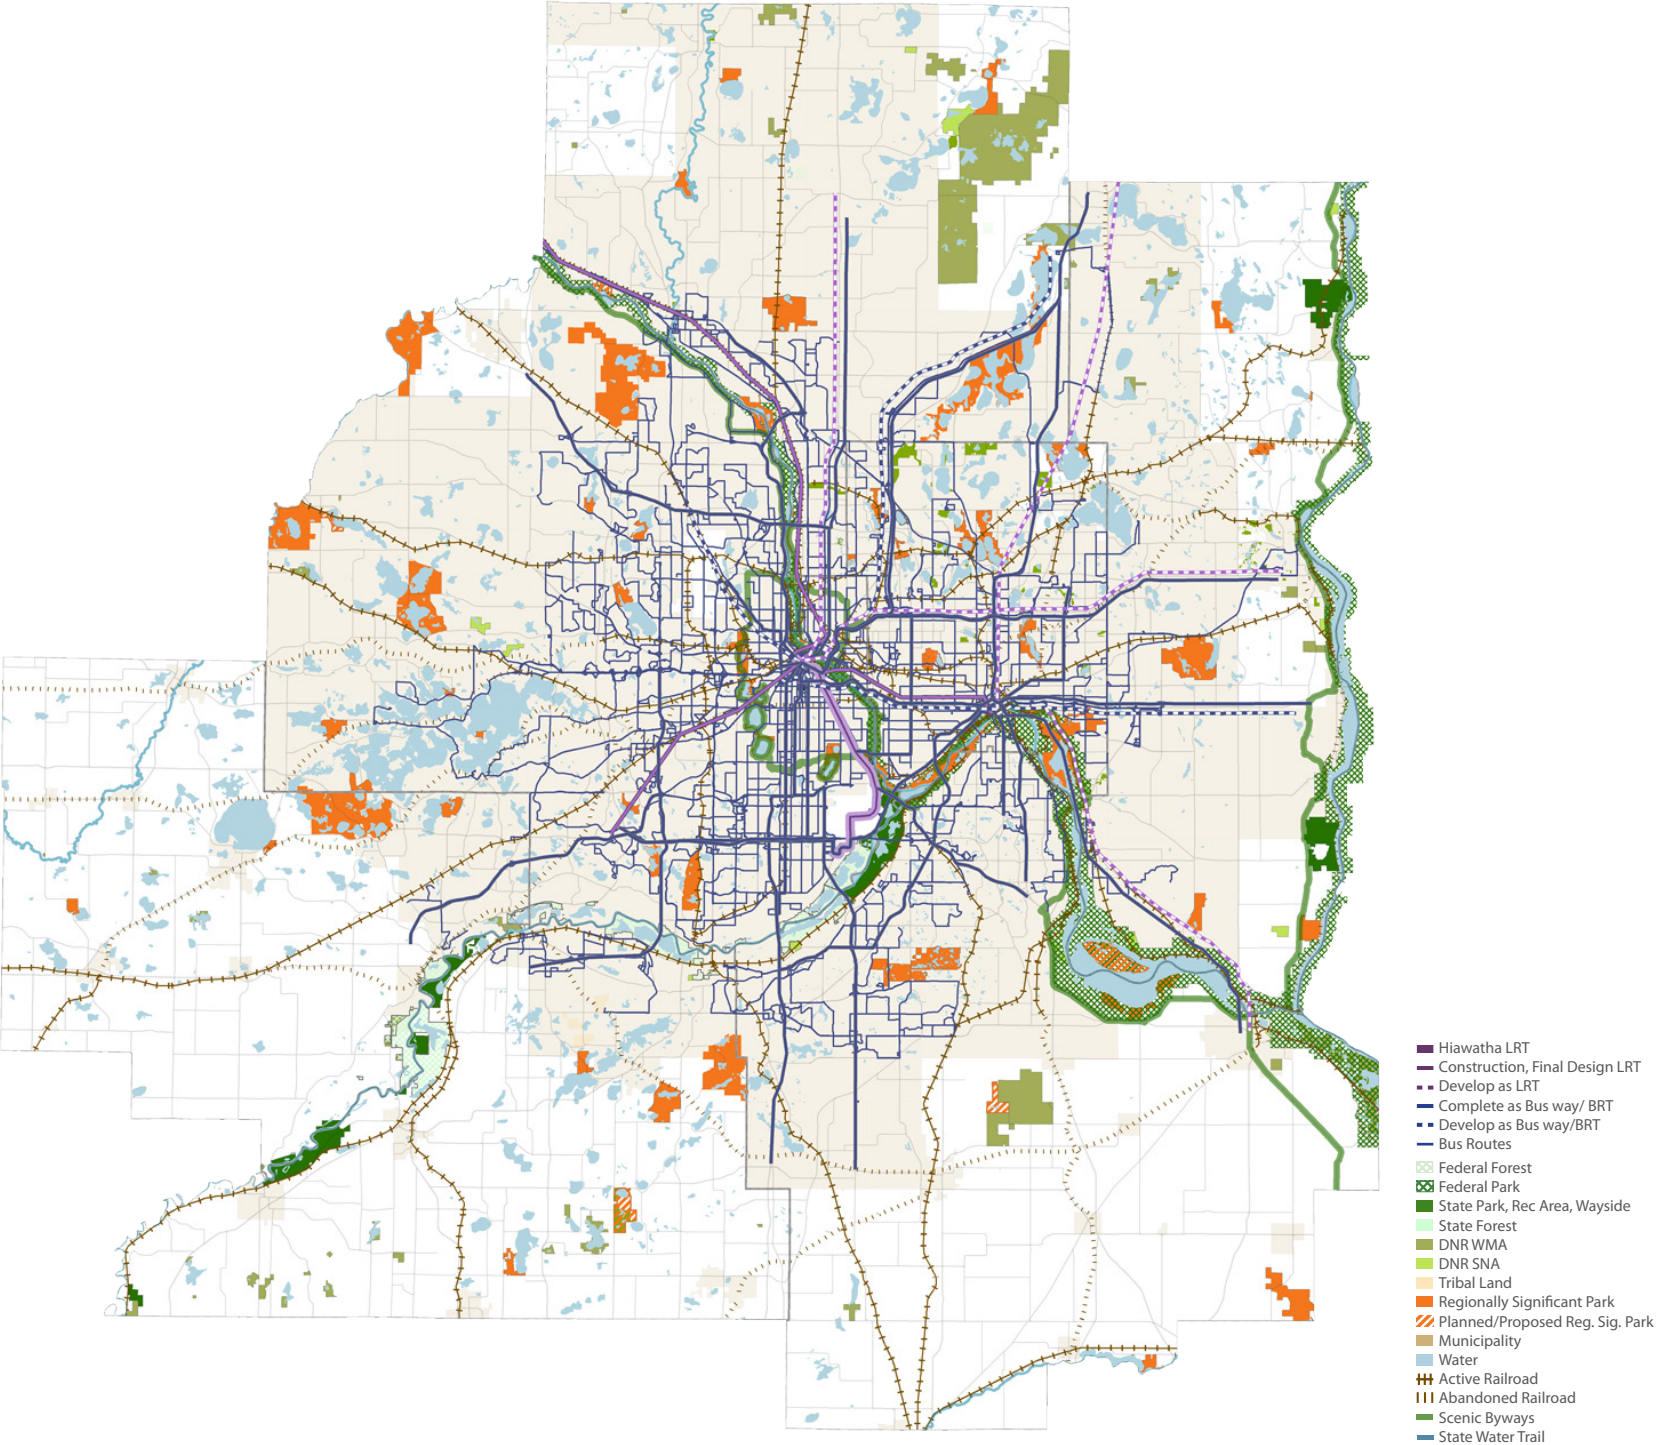 Hiawatha LRT
Construction, Final Design LRT
Develop as LRT
Complete as Bus way/ BRT
Develop as Bus way/BRT
Bus Routes
Federal Forest
Federal Park
State Park, Rec Area, Wayside
State Forest
DNR WMA
DNR SNA
Tribal Land
Regionally Significant Park
Planned/Proposed Reg. Sig. Park
Municipality
Water
Active Railroad
Abandoned Railroad
Scenic Byways
State Water Trail